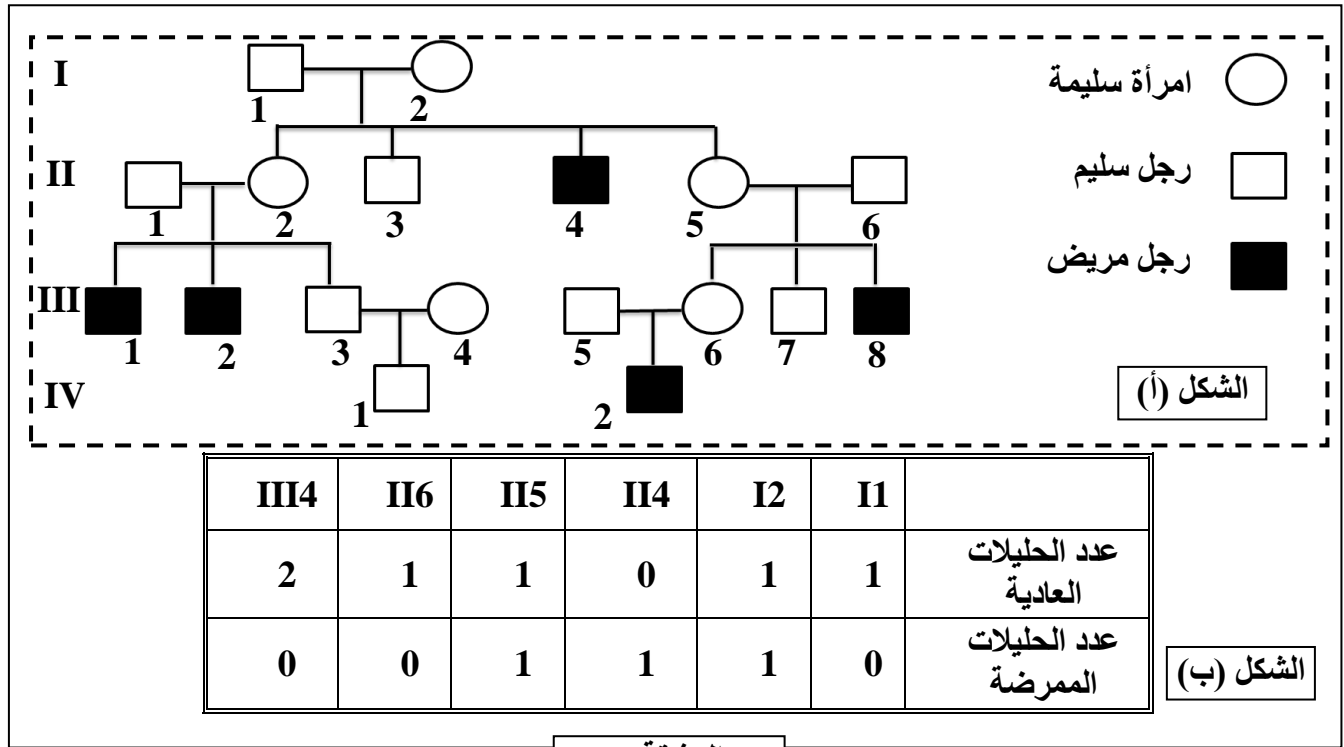 I
1 2
امرأة سليمة
II
1 2 3 4 5 6
رجل سليم
رجل مريض
III
1 2 3 4 5 6 7 8
IV
1 2
الشكل (أ)
III4 II6 II5 II4 I2 I1
عدد الحليلات
العادية
2 1 1 0 1 1
عدد الحليلات
الممرضة
0 0 1 1 1 0
الشكل (ب)